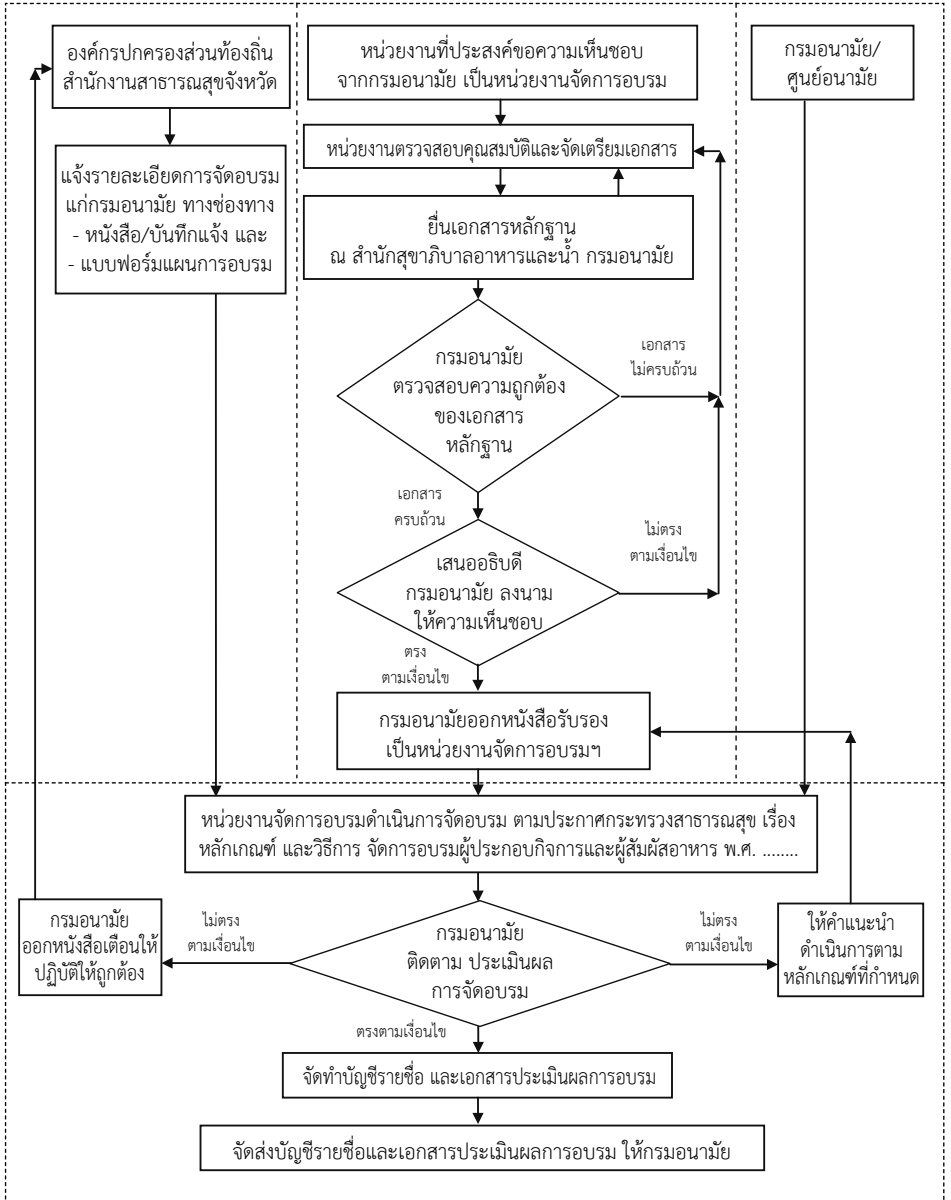 องค์กรปกครองส่วนท้องถิ่น
สำนักงานสาธารณสุขจังหวัด
หน่วยงานที่ประสงค์ขอความเห็นชอบ
จากกรมอนามัย เป็นหน่วยงานจัดการอบรม
กรมอนามัย/
ศูนย์อนามัย
แจ้งรายละเอียดการจัดอบรม
แก่กรมอนามัย ทางช่องทาง
- หนังสือ/บันทึกแจ้ง และ
- แบบฟอร์มแผนการอบรม
หน่วยงานตรวจสอบคุณสมบัติและจัดเตรียมเอกสาร
ยื่นเอกสารหลักฐาน
ณ สำนักสุขาภิบาลอาหารและน้ำ กรมอนามัย
กรมอนามัย
ตรวจสอบความถูกต้อง
ของเอกสาร
หลักฐาน
เอกสาร
ไม่ครบถ้วน
เอกสาร
ครบถ้วน
เสนออธิบดี
กรมอนามัย ลงนาม
ให้ความเห็นชอบ
ไม่ตรง
ตามเงื่อนไข
ตรง
ตามเงื่อนไข
กรมอนามัยออกหนังสือรับรอง
เป็นหน่วยงานจัดการอบรมฯ
หน่วยงานจัดการอบรมดำเนินการจัดอบรม ตามประกาศกระทรวงสาธารณสุข เรื่อง
หลักเกณฑ์ และวิธีการ จัดการอบรมผู้ประกอบกิจการและผู้สัมผัสอาหาร พ.ศ. ........
กรมอนามัย
ออกหนังสือเตือนให้
ปฏิบัติให้ถูกต้อง
ไม่ตรง
ตามเงื่อนไข
กรมอนามัย
ติดตาม ประเมินผล
การจัดอบรม
ไม่ตรง
ตามเงื่อนไข
ให้คำแนะนำ
ดำเนินการตาม
หลักเกณฑ์ที่กำหนด
ตรงตามเงื่อนไข
จัดทำบัญชีรายชื่อ และเอกสารประเมินผลการอบรม
จัดส่งบัญชีรายชื่อและเอกสารประเมินผลการอบรม ให้กรมอนามัย